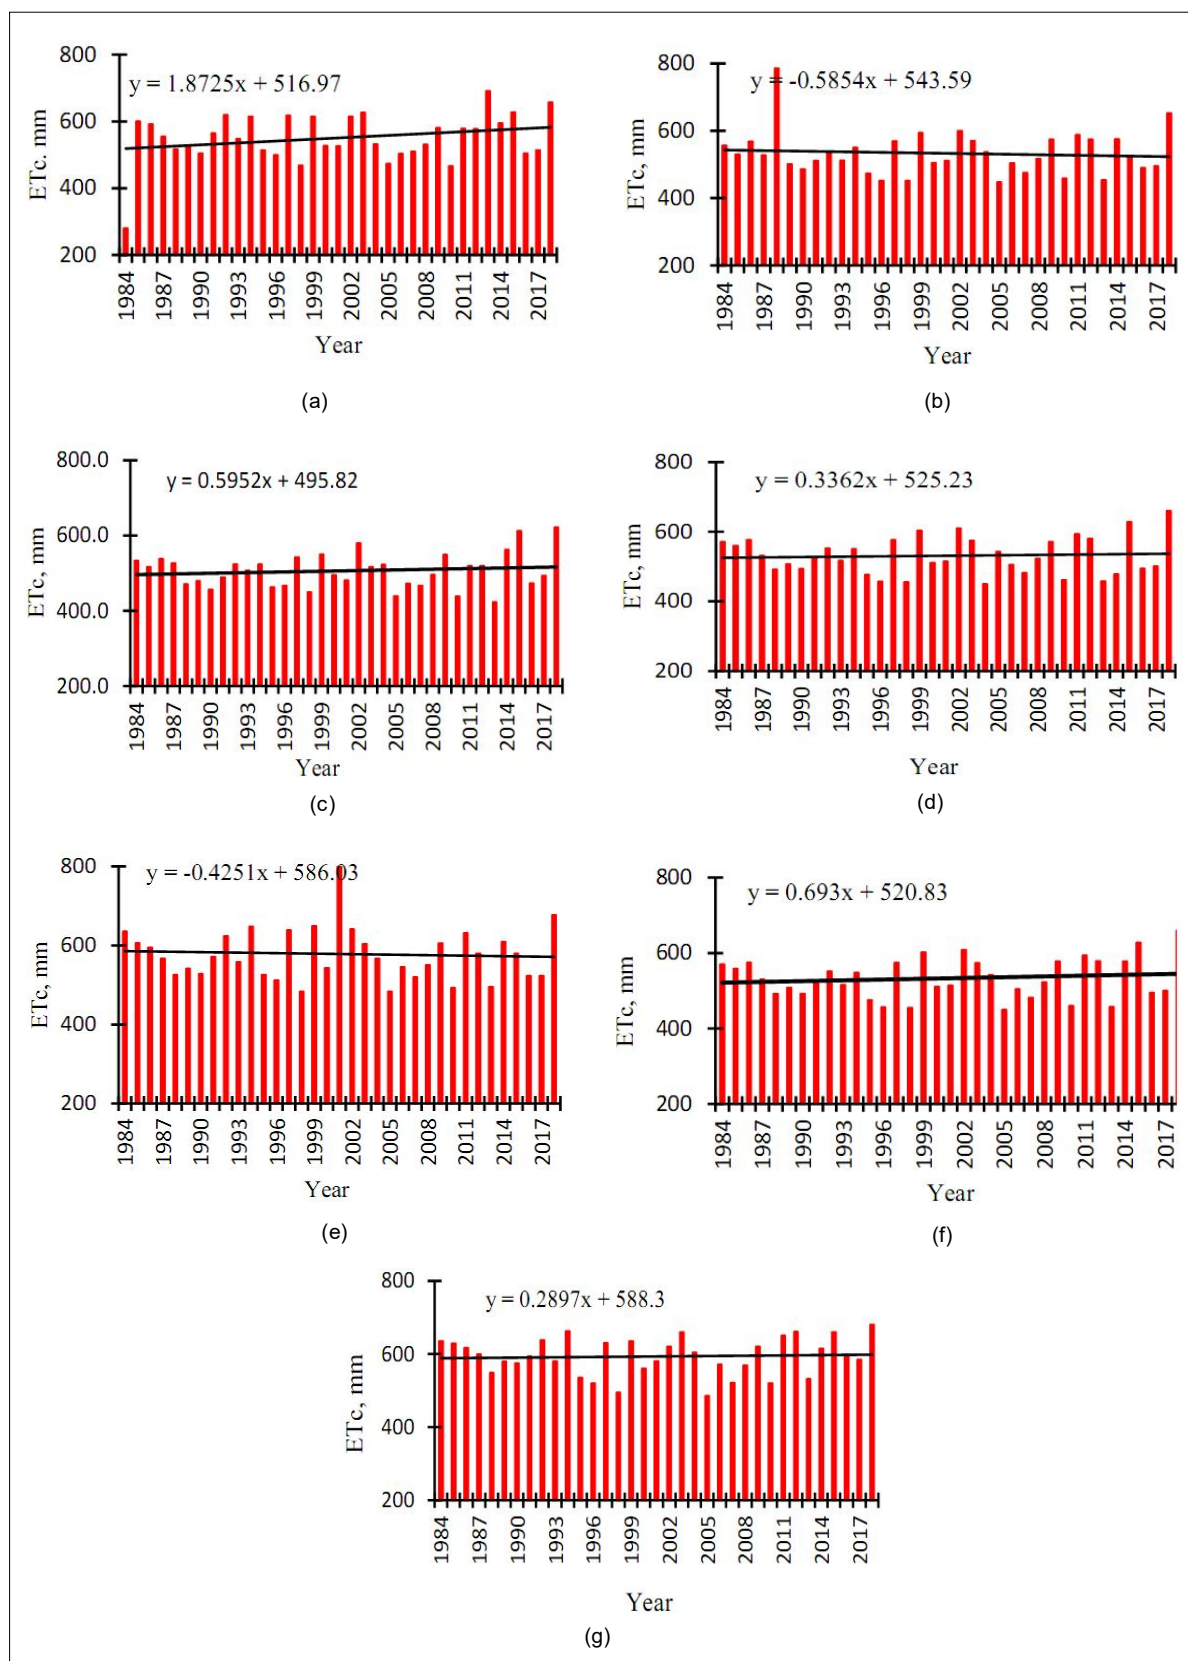 y = 1.8725x + 516.97
800
600
400
200
ETc. mm
1984 1987 1990 1993 1996 1999 2002 2005 2008 2011 2014 2017
Year
(a)
y = -0.5854x + 543.59
800
600
400
200
ETc, mm
1984 1987 1990 1993 1996 1999 2002 2005 2008 2011 2014 2017
Year
(b)
y = 0.5952x + 495.82
800.0
600.0
400.0
200.0
ETc, mm
1984 1987 1990 1993 1996 1999 2002 2005 2008 2011 2014 2017
Year
(c)
y = 0.3362x + 525.23
800
600
400
200
ETc, mm
1984 1987 1990 1993 1996 1999 2002 2005 2008 2011 2014 2017
Year
(d)
y = -0.4251x + 586.03
800
600
400
200
ETc, mm
1984 1987 1990 1993 1996 1999 2002 2005 2008 2011 2014 2017
Year
(e)
y = 0.693x + 520.83
800
600
400
200
ETc, mm
1984 1987 1990 1993 1996 1999 2002 2005 2008 2011 2014 2017
Year
(f)
y = 0.2897x + 588.3
800
600
400
200
ETc, mm
1984 1987 1990 1993 1996 1999 2002 2005 2008 2011 2014 2017
Year
(g)